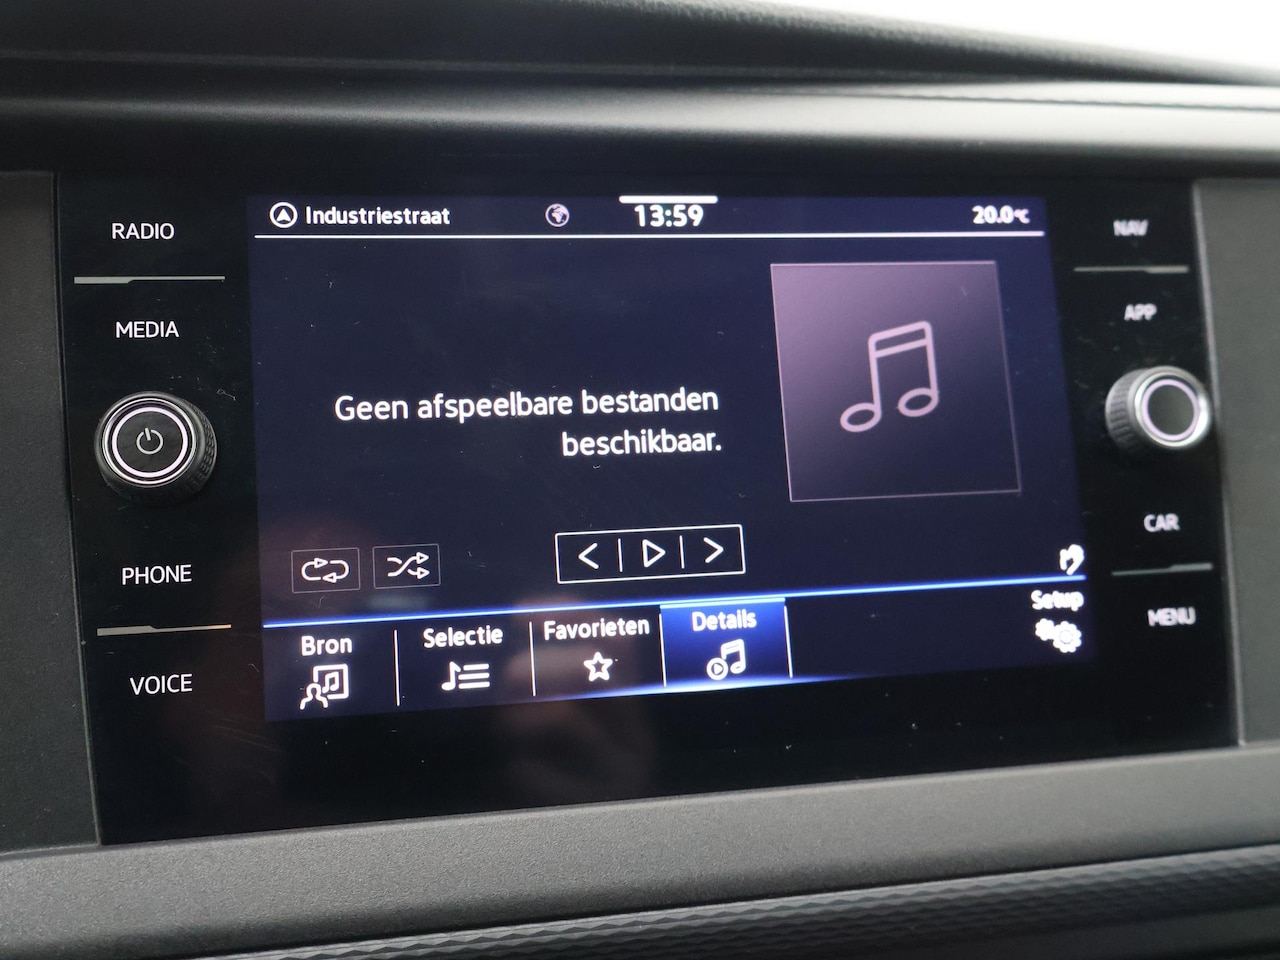 RADIO
MEDIA
PHONE
VOICE
Industriestraat 13:59 20.0°C
Geen afspeelbare bestanden
beschikbaar.
Bron Selectie Favorieten Details Setup
NAV
APP
CAR
MENU